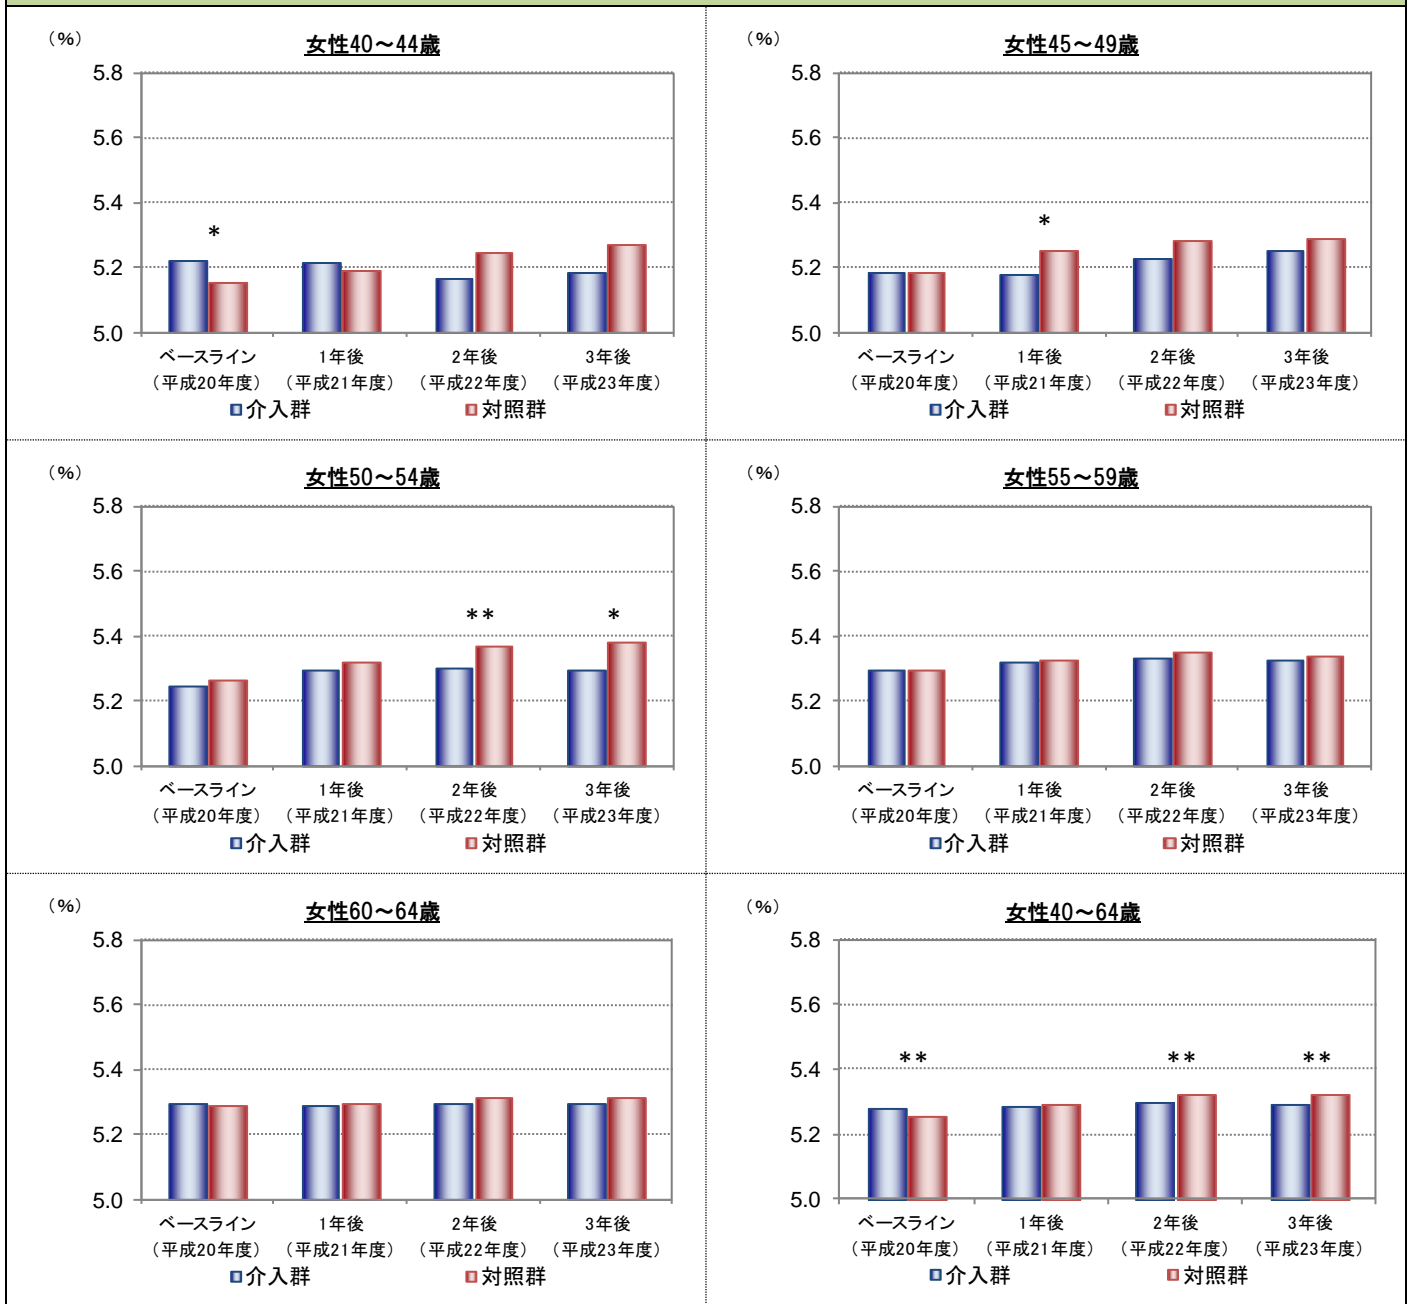 （%）
女性40～44歳
5.8
5.6
5.4
5.2
5.0
*
ベースライン 1年後 2年後 3年後
（平成20年度） （平成21年度） （平成22年度） （平成23年度）
介入群 対照群
（%）
女性45～49歳
5.8
5.6
5.4
5.2
5.0
*
ベースライン 1年後 2年後 3年後
（平成20年度） （平成21年度） （平成22年度） （平成23年度）
介入群 対照群
（%）
女性50～54歳
5.8
5.6
5.4
5.2
5.0
** *
ベースライン 1年後 2年後 3年後
（平成20年度） （平成21年度） （平成22年度） （平成23年度）
介入群 対照群
（%）
女性55～59歳
5.8
5.6
5.4
5.2
5.0
ベースライン 1年後 2年後 3年後
（平成20年度） （平成21年度） （平成22年度） （平成23年度）
介入群 対照群
（%）
女性60～64歳
5.8
5.6
5.4
5.2
5.0
ベースライン 1年後 2年後 3年後
（平成20年度） （平成21年度） （平成22年度） （平成23年度）
介入群 対照群
（%）
女性40～64歳
5.8
5.6
5.4
5.2
5.0
** ** **
ベースライン 1年後 2年後 3年後
（平成20年度） （平成21年度） （平成22年度） （平成23年度）
介入群 対照群